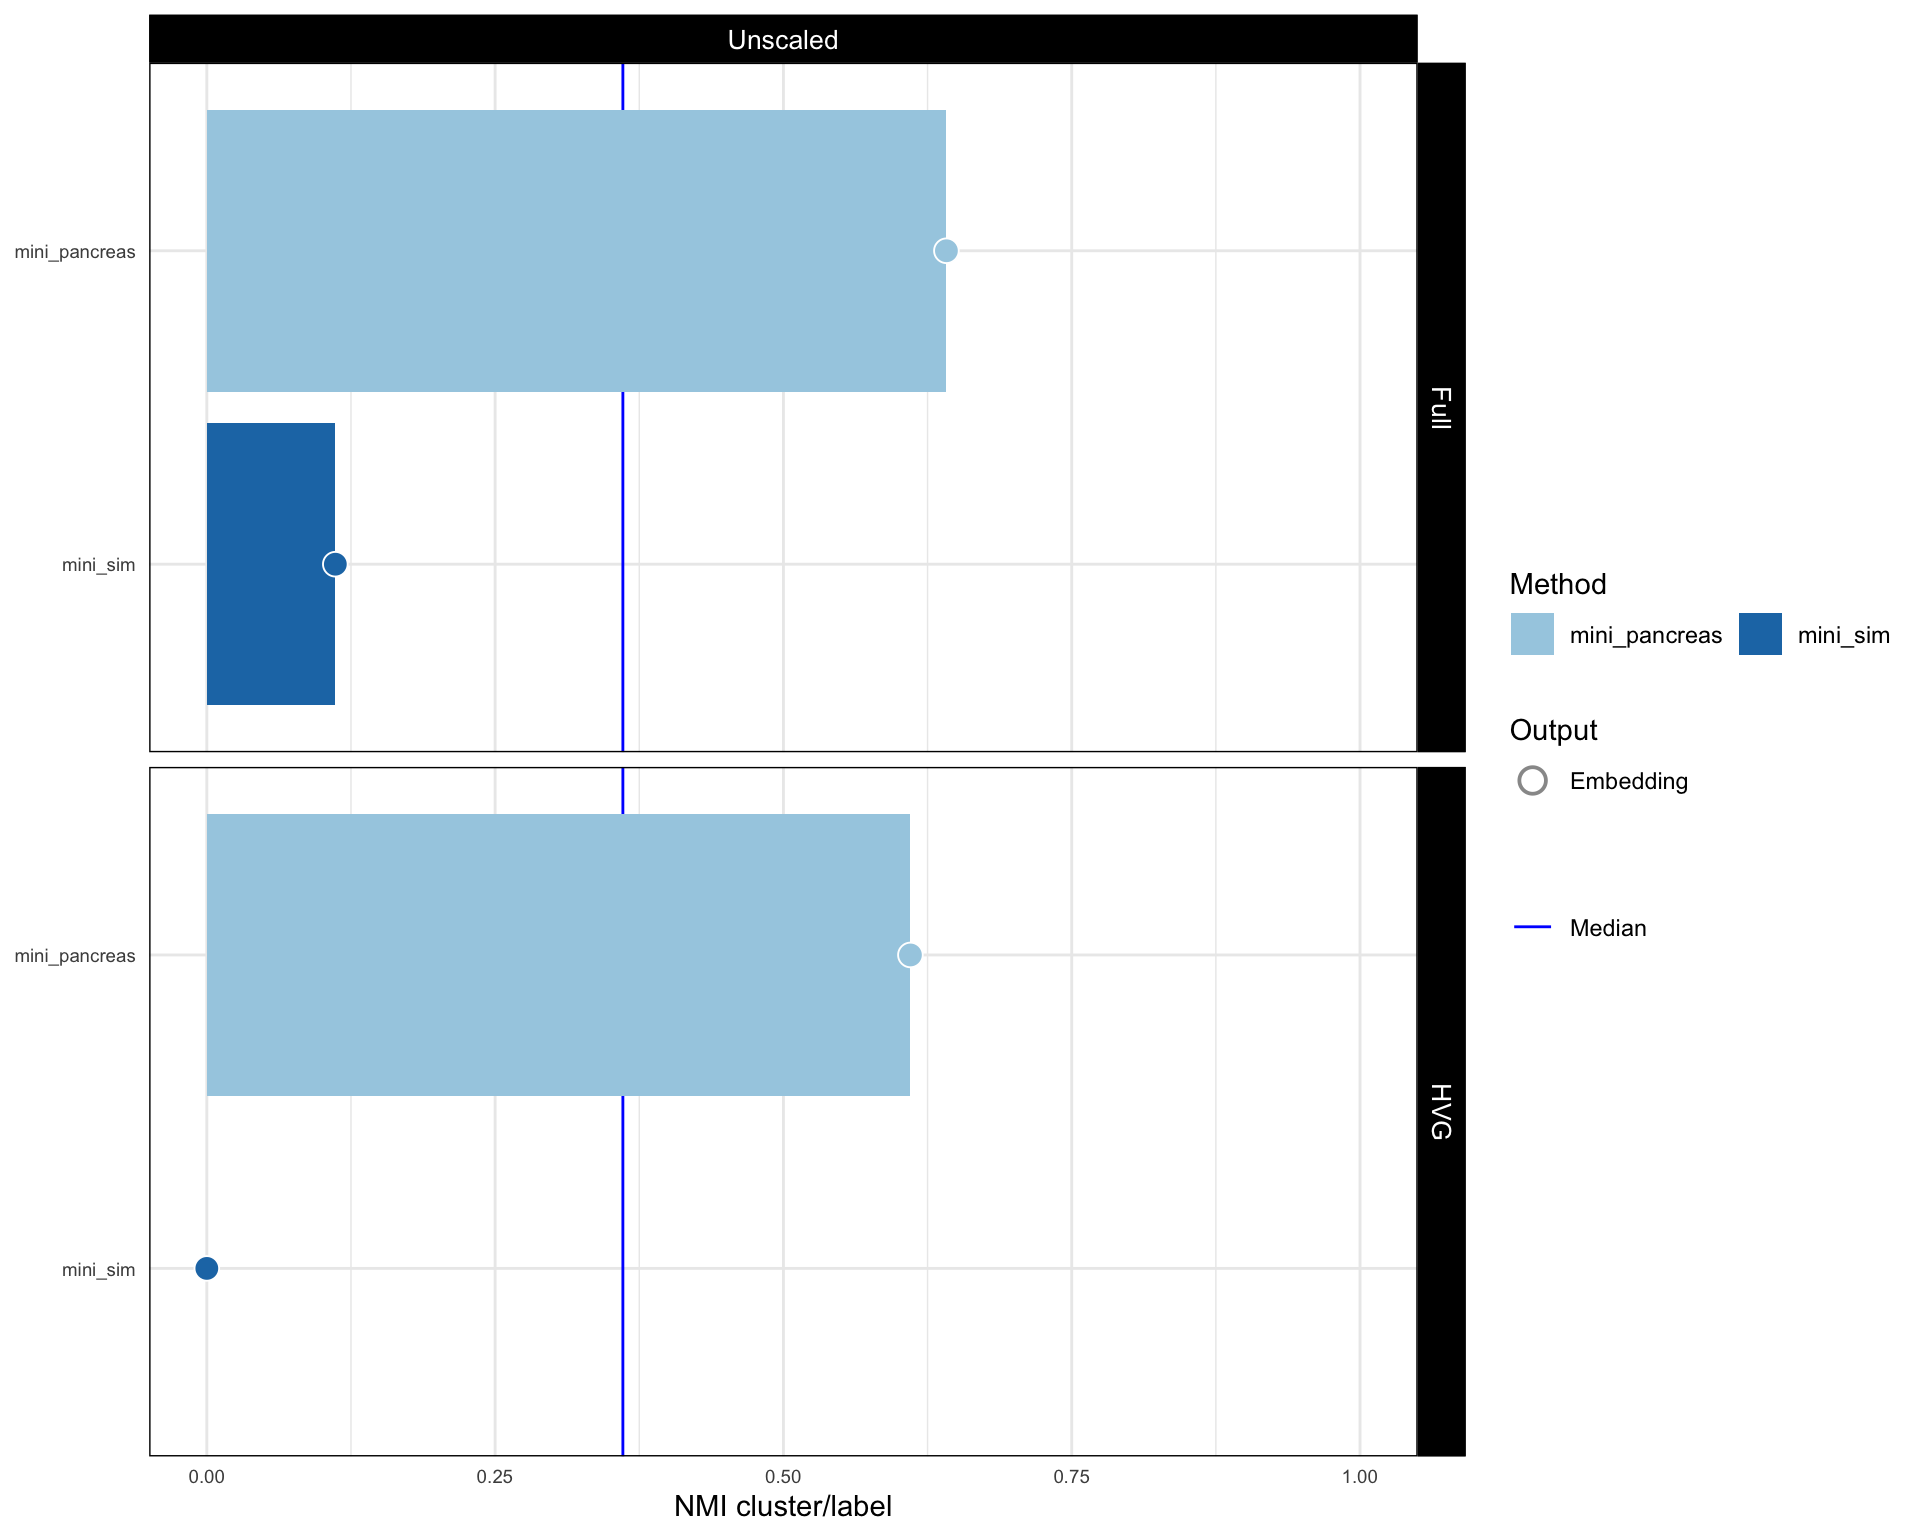 Unscaled
mini_pancreas
mini_sim
Full
mini_pancreas
mini_sim
HVG
0.00 0.25 0.50 0.75 1.00
NMI cluster/label
Method
mini_pancreas mini_sim
Output
Embedding
Median